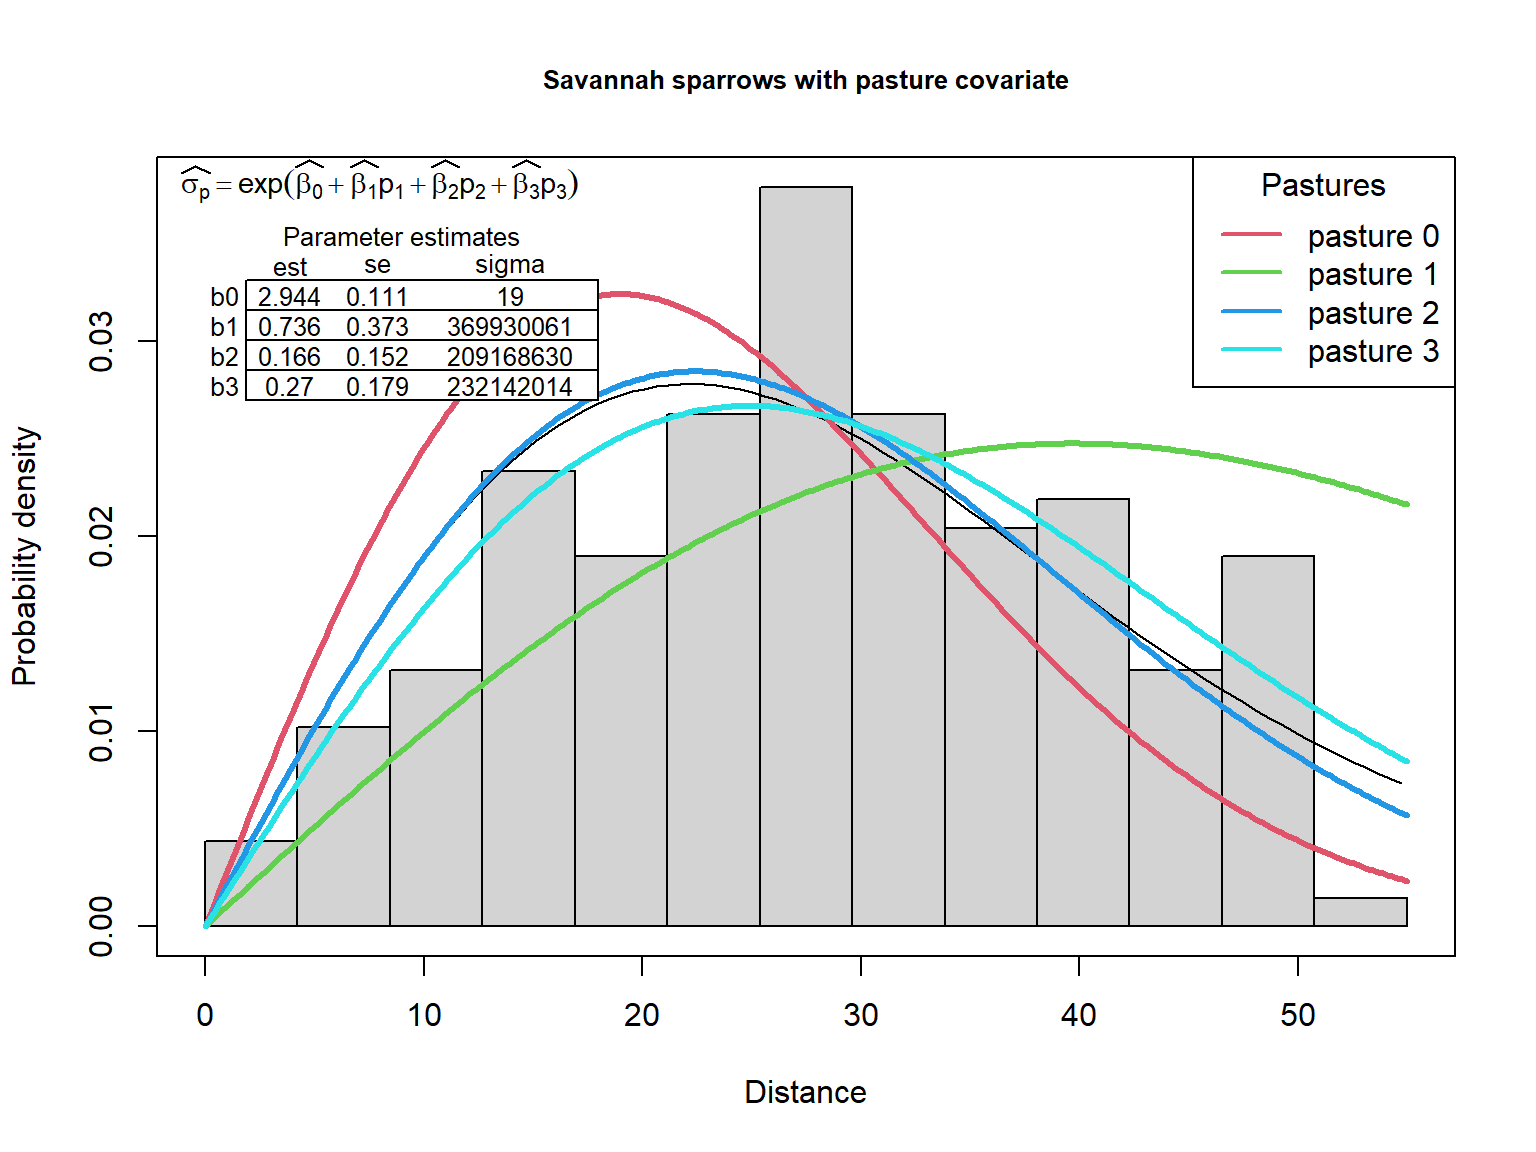 Savannah sparrows with pasture covariate
σ̂p = exp(β̂0 + β̂1p1 + β̂2p2 + β̂3p3)
Parameter estimates
est se sigma
b0 2.944 0.111 19
b1 0.736 0.373 369930061
b2 0.166 0.152 209168630
b3 0.27 0.179 232142014
Pastures
pasture 0
pasture 1
pasture 2
pasture 3
Probability density
0.00 0.01 0.02 0.03
0 10 20 30 40 50
Distance